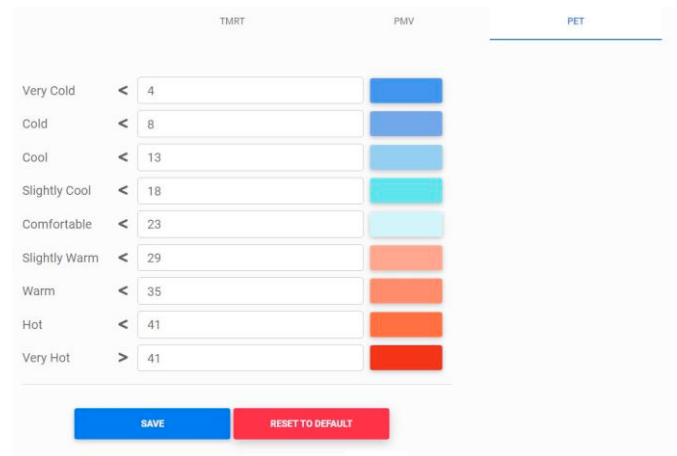 TMRT PMV PET
Very Cold < 4
Cold < 8
Cool < 13
Slightly Cool < 18
Comfortable < 23
Slightly Warm < 29
Warm < 35
Hot < 41
Very Hot > 41
SAVE RESET TO DEFAULT